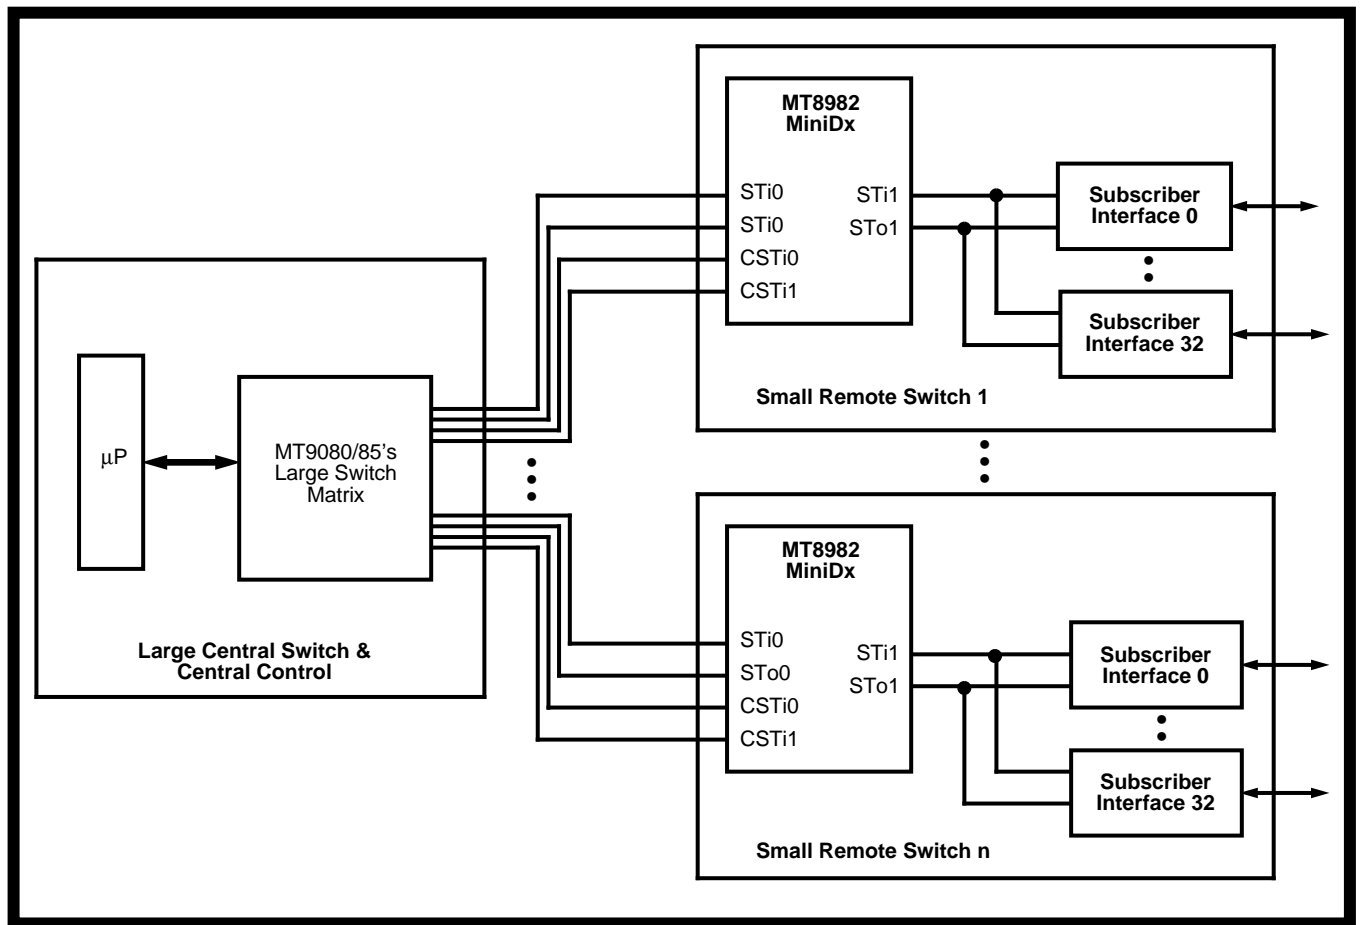 MT8982
MiniDx
STi0
STi0
CSTi0
CSTi1
STi1
STo1
Subscriber
Interface 0
Subscriber
Interface 32
Small Remote Switch 1
µP
MT9080/85's
Large Switch
Matrix
Large Central Switch &
Central Control
MT8982
MiniDx
STi0
STo0
CSTi0
CSTi1
STi1
STo1
Subscriber
Interface 0
Subscriber
Interface 32
Small Remote Switch n